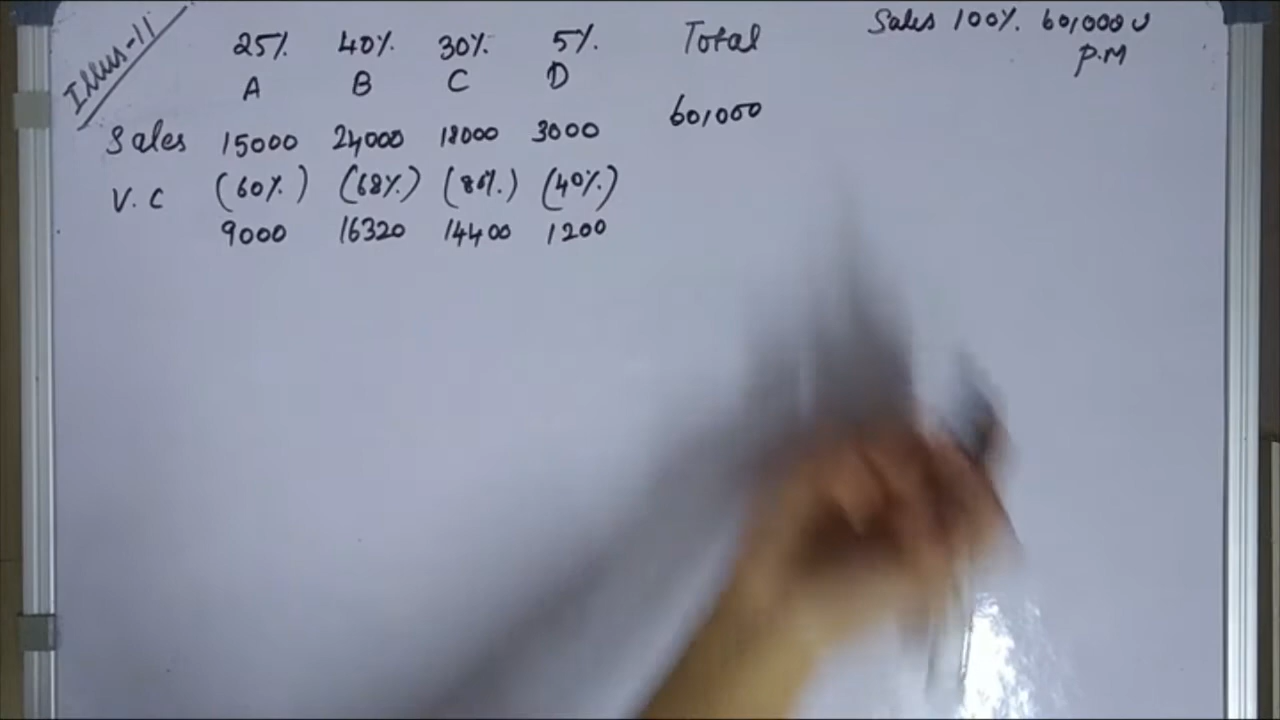 Illus-11
25% 40% 30% 5% Total
A B C D
Sales 15000 24000 18000 3000 60,000
V.C (60%) (68%) (80%) (40%)
9000 16320 14400 1200
Sales 100% 60,000
P.M